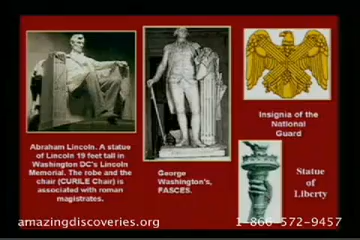 Abraham Lincoln. A statue
of Lincoln 19 feet tall in
Washington DC's Lincoln
Memorial. The robe and the
chair (CURILE Chair) is
associated with roman
magistrates.
George
Washington's,
FASCES.
Insignia of the
National
Guard
Statue
of
Liberty
amazingdiscoveries.org
1-866-572-9457